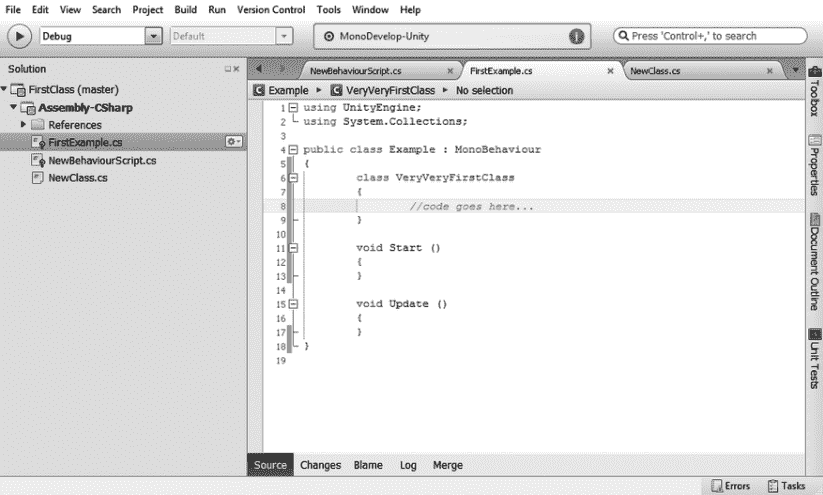 File Edit View Search Project Build Run Version Control Tools Window Help
Debug Default MonoDevelop-Unity Press 'Control+,' to search
Solution
FirstClass (master)
Assembly-CSharp
References
FirstExample.cs
NewBehaviourScript.cs
NewClass.cs
NewBehaviourScript.cs FirstExample.cs NewClass.cs
Example VeryVeryFirstClass No selection
1 using UnityEngine;
2 using System.Collections;
3
4 public class Example : MonoBehaviour
5 {
6 class VeryVeryFirstClass
7 {
8 //code goes here...
9 }
10
11 void Start ()
12 {
13 }
14
15 void Update ()
16 {
17 }
18 }
19
Source Changes Blame Log Merge
Toolbox
Properties
Document Outline
Unit Tests
Errors Tasks